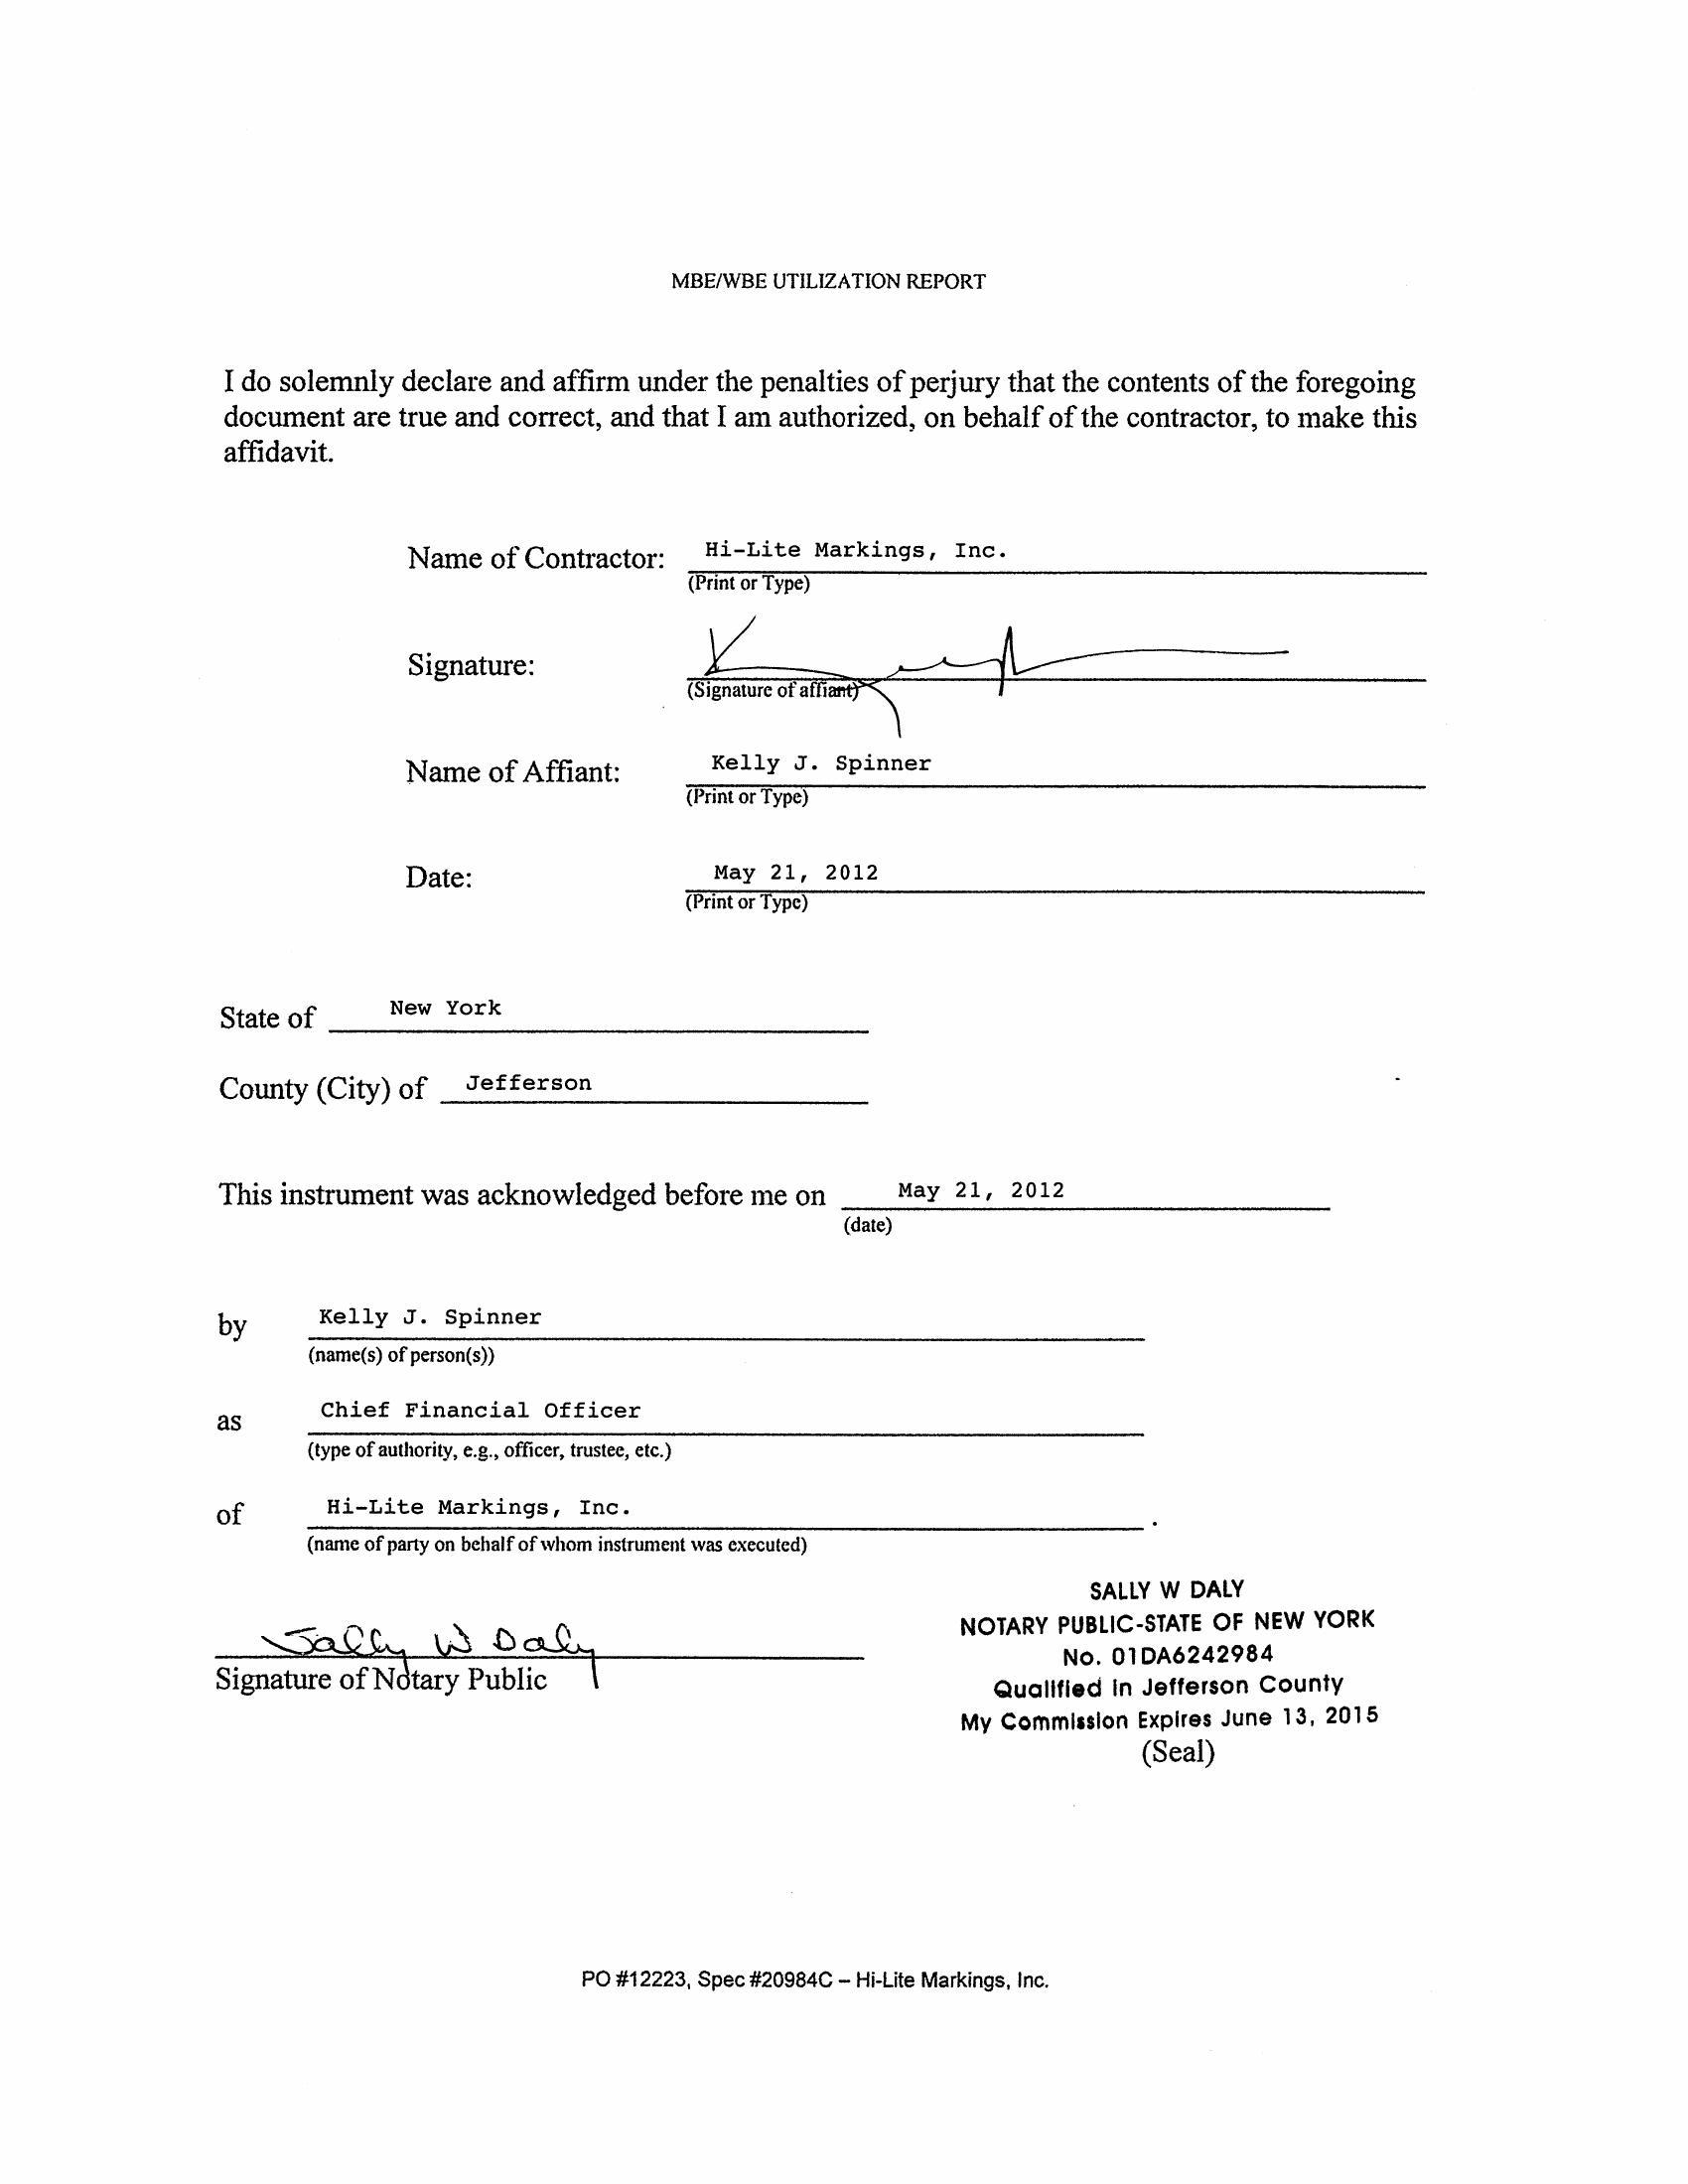 MBE/WBE UTILIZATION REPORT
I do solemnly declare and affirm under the penalties of perjury that the contents of the foregoing
document are true and correct, and that I am authorized, on behalf of the contractor, to make this
affidavit.
Name of Contractor: Hi-Lite Markings, Inc.
(Print or Type)
Signature:
(Signature of affiant)
Name of Affiant: Kelly J. Spinner
(Print or Type)
Date: May 21, 2012
(Print or Type)
State of New York
County (City) of Jefferson
This instrument was acknowledged before me on May 21, 2012
(date)
by Kelly J. Spinner
(name(s) of person(s))
as Chief Financial Officer
(type of authority, e.g., officer, trustee, etc.)
of Hi-Lite Markings, Inc. .
(name of party on behalf of whom instrument was executed)
Sally W Daly
Signature of Notary Public
SALLY W DALY
NOTARY PUBLIC-STATE OF NEW YORK
No. 01DA6242984
Qualified in Jefferson County
My Commission Expires June 13, 2015
(Seal)
PO #12223, Spec #20984C – Hi-Lite Markings, Inc.